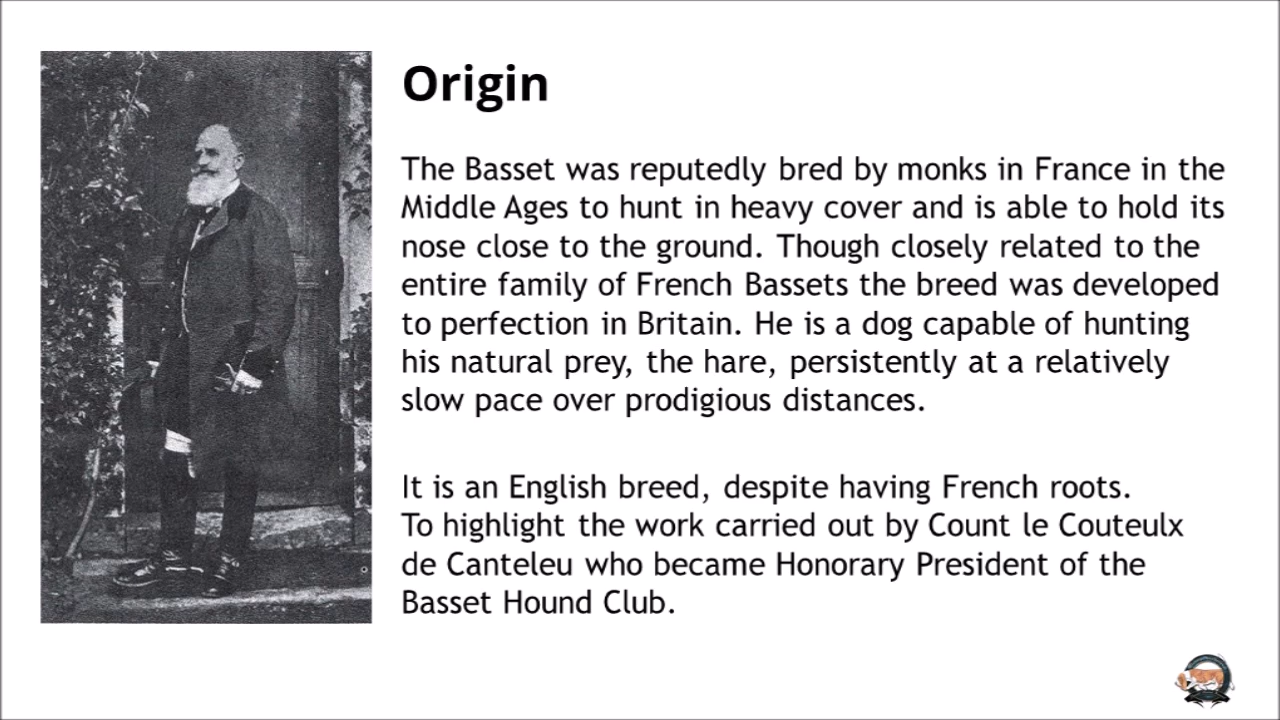 Origin
The Basset was reputedly bred by monks in France in the
Middle Ages to hunt in heavy cover and is able to hold its
nose close to the ground. Though closely related to the
entire family of French Bassets the breed was developed
to perfection in Britain. He is a dog capable of hunting
his natural prey, the hare, persistently at a relatively
slow pace over prodigious distances.
It is an English breed, despite having French roots.
To highlight the work carried out by Count le Couteulx
de Canteleu who became Honorary President of the
Basset Hound Club.